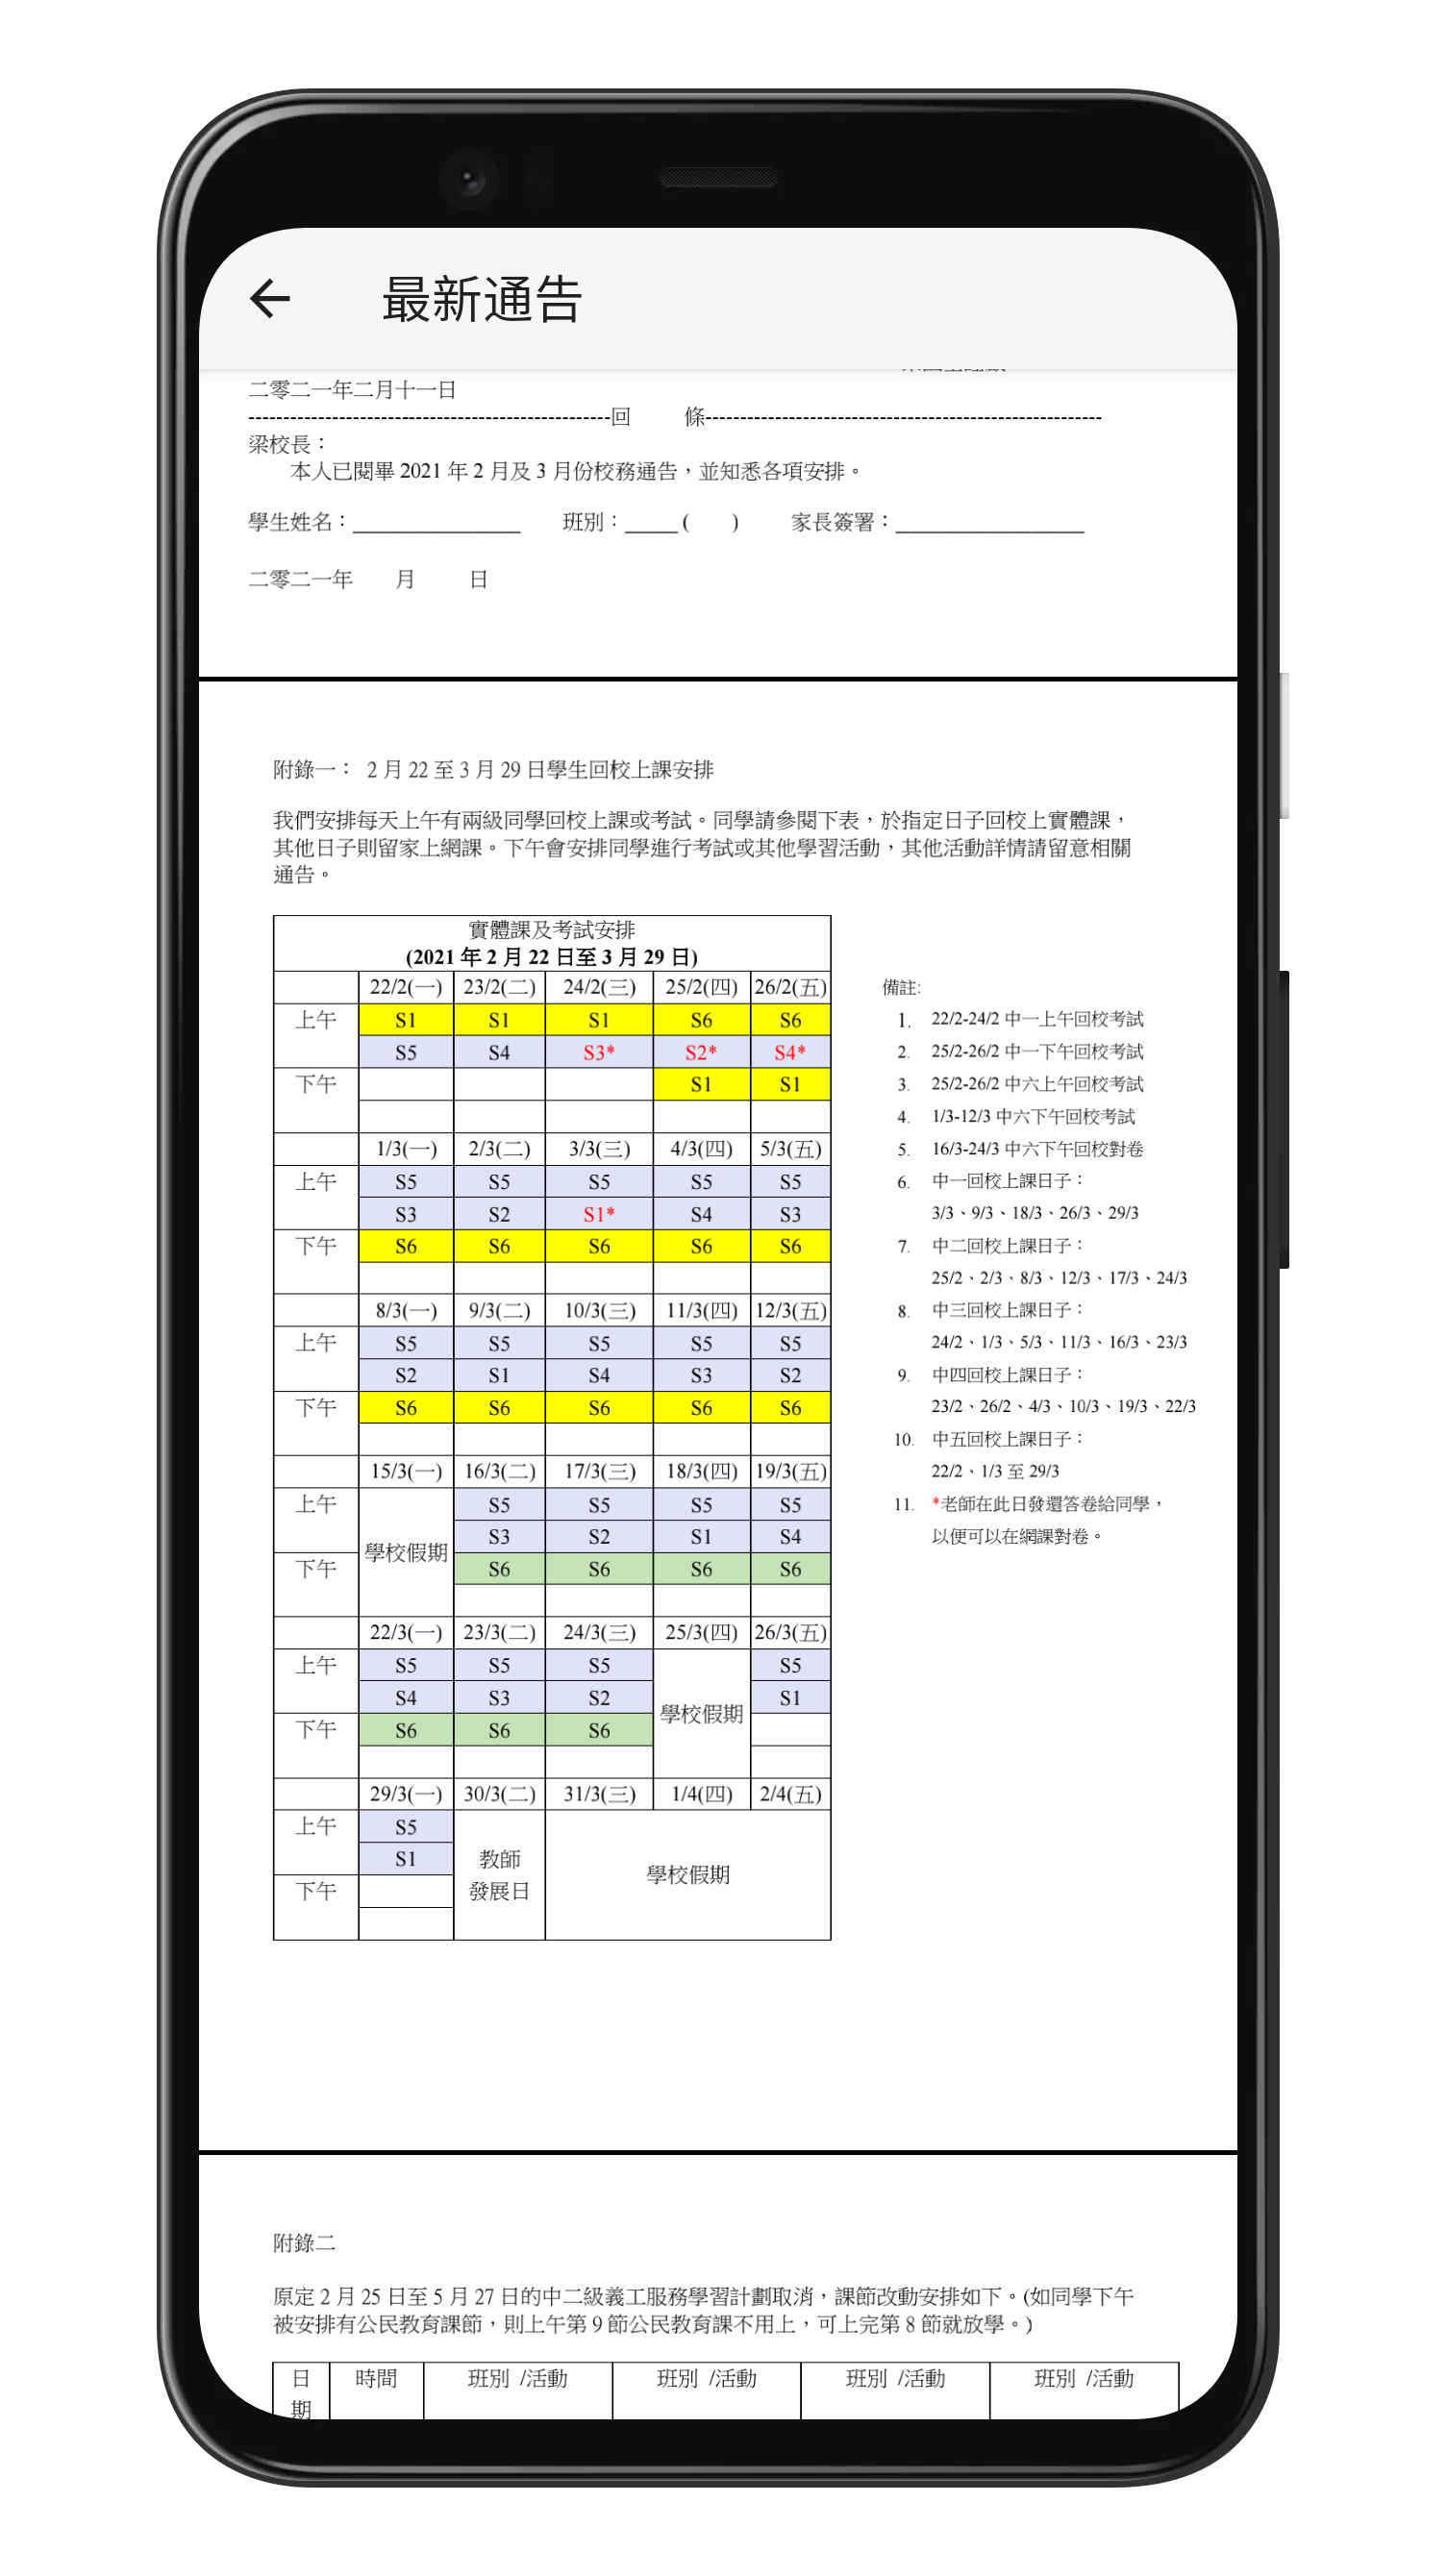 最新通告
二零二一年二月十一日
----------------------------------------------------回 條---------------------------------------------------------
梁校長：
本人已閱畢 2021 年 2 月及 3 月份校務通告，並知悉各項安排。
學生姓名：________________ 班別：_____ ( ) 家長簽署：__________________
二零二一年 月 日
附錄一： 2 月 22 至 3 月 29 日學生回校上課安排
我們安排每天上午有兩級同學回校上課或考試。同學請參閱下表，於指定日子回校上實體課，
其他日子則留家上網課。下午會安排同學進行考試或其他學習活動，其他活動詳情請留意相關
通告。
實體課及考試安排
(2021 年 2 月 22 日至 3 月 29 日)
22/2(一) 23/2(二) 24/2(三) 25/2(四) 26/2(五)
上午 S1 S1 S1 S6 S6
S5 S4 S3* S2* S4*
下午 S1 S1
1/3(一) 2/3(二) 3/3(三) 4/3(四) 5/3(五)
上午 S5 S5 S5 S5 S5
S3 S2 S1* S4 S3
下午 S6 S6 S6 S6 S6
8/3(一) 9/3(二) 10/3(三) 11/3(四) 12/3(五)
上午 S5 S5 S5 S5 S5
S2 S1 S4 S3 S2
下午 S6 S6 S6 S6 S6
15/3(一) 16/3(二) 17/3(三) 18/3(四) 19/3(五)
上午 S5 S5 S5 S5
學校假期 S3 S2 S1 S4
下午 S6 S6 S6 S6
22/3(一) 23/3(二) 24/3(三) 25/3(四) 26/3(五)
上午 S5 S5 S5 S5
S4 S3 S2 學校假期 S1
下午 S6 S6 S6
29/3(一) 30/3(二) 31/3(三) 1/4(四) 2/4(五)
上午 S5
S1 教師 學校假期
下午 發展日
備註:
1. 22/2-24/2 中一上午回校考試
2. 25/2-26/2 中一下午回校考試
3. 25/2-26/2 中六上午回校考試
4. 1/3-12/3 中六下午回校考試
5. 16/3-24/3 中六下午回校對卷
6. 中一回校上課日子：
3/3、9/3、18/3、26/3、29/3
7. 中二回校上課日子：
25/2、2/3、8/3、12/3、17/3、24/3
8. 中三回校上課日子：
24/2、1/3、5/3、11/3、16/3、23/3
9. 中四回校上課日子：
23/2、26/2、4/3、10/3、19/3、22/3
10. 中五回校上課日子：
22/2、1/3 至 29/3
11. *老師在此日發還答卷給同學，
以便可以在網課對卷。
附錄二
原定 2 月 25 日至 5 月 27 日的中二級義工服務學習計劃取消，課節改動安排如下。(如同學下午
被安排有公民教育課節，則上午第 9 節公民教育課不用上，可上完第 8 節就放學。)
日 時間 班別 /活動 班別 /活動 班別 /活動 班別 /活動
期